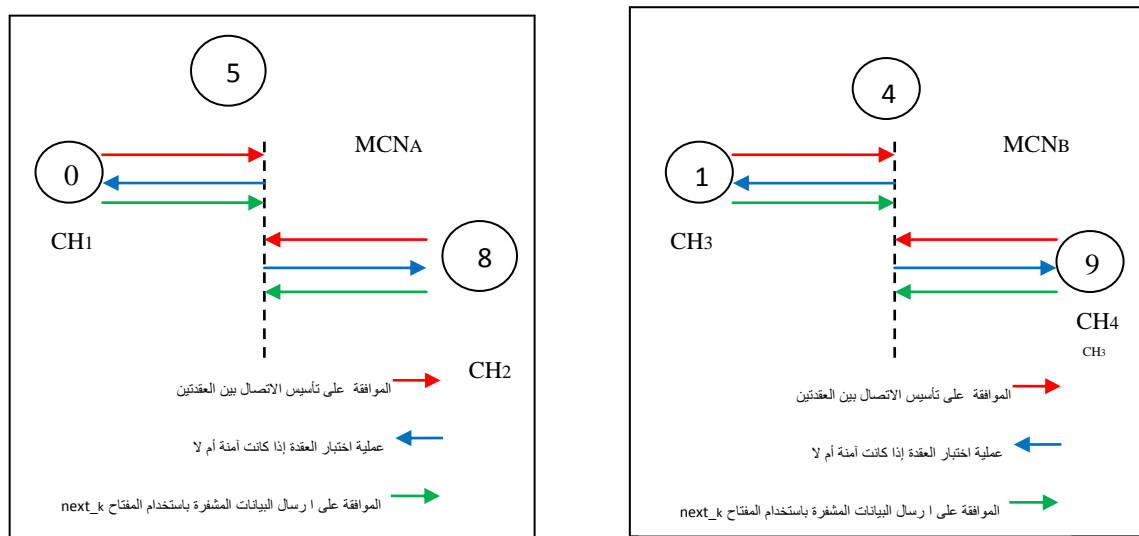 5
MCNA
0
CH1
8
CH2
الموافقة على تأسيس الاتصال بين العقدتين
عملية اختبار العقدة إذا كانت آمنة أم لا
الموافقة على ا رسال البيانات المشفرة باستخدام المفتاح next_k
4
MCNB
1
CH3
9
CH4
CH3
الموافقة على تأسيس الاتصال بين العقدتين
عملية اختبار العقدة إذا كانت آمنة أم لا
الموافقة على ا رسال البيانات المشفرة باستخدام المفتاح next_k